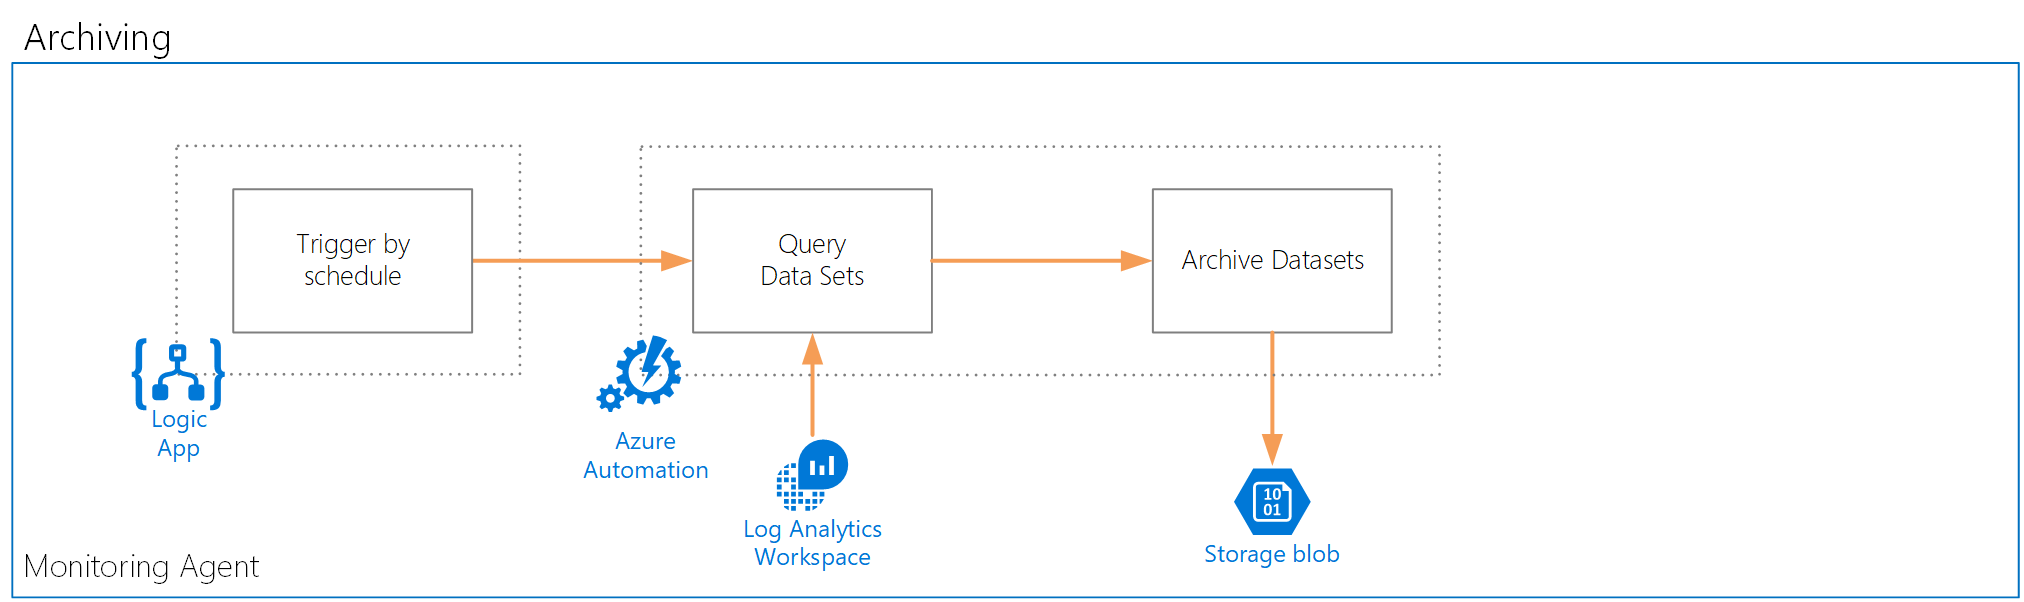 Archiving
Trigger by
schedule
Query
Data Sets
Archive Datasets
Logic
App
Azure
Automation
Log Analytics
Workspace
10
01
Storage blob
Monitoring Agent